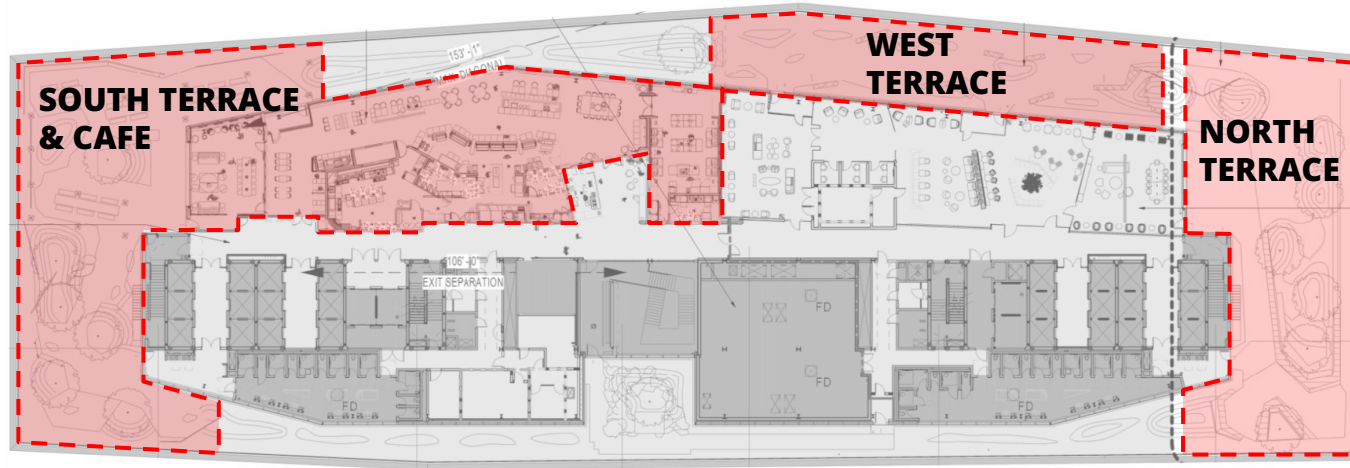 153' - 1"
WEST
TERRACE
SOUTH TERRACE
& CAFE
NORTH
TERRACE
106' - 0"
EXIT SEPARATION
FD
FD
FD
FD
H
H
H
H